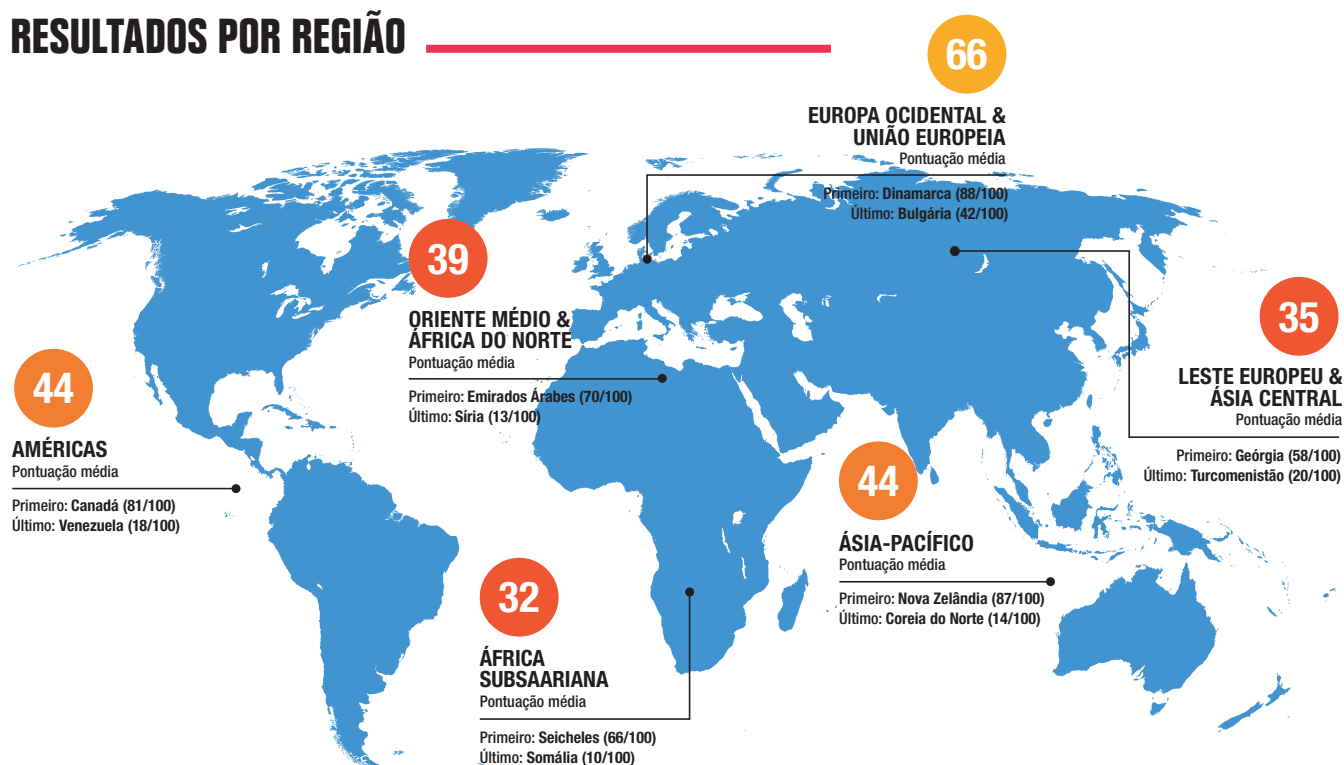 RESULTADOS POR REGIÃO
66
EUROPA OCIDENTAL &
UNIÃO EUROPEIA
Pontuação média
Primeiro: Dinamarca (88/100)
Último: Bulgária (42/100)
39
ORIENTE MÉDIO &
ÁFRICA DO NORTE
Pontuação média
Primeiro: Emirados Árabes (70/100)
Último: Síria (13/100)
35
LESTE EUROPEU &
ÁSIA CENTRAL
Pontuação média
Primeiro: Geórgia (58/100)
Último: Turcomenistão (20/100)
44
AMÉRICAS
Pontuação média
Primeiro: Canadá (81/100)
Último: Venezuela (18/100)
44
ÁSIA-PACÍFICO
Pontuação média
Primeiro: Nova Zelândia (87/100)
Último: Coreia do Norte (14/100)
32
ÁFRICA
SUBSAARIANA
Pontuação média
Primeiro: Seicheles (66/100)
Último: Somália (10/100)